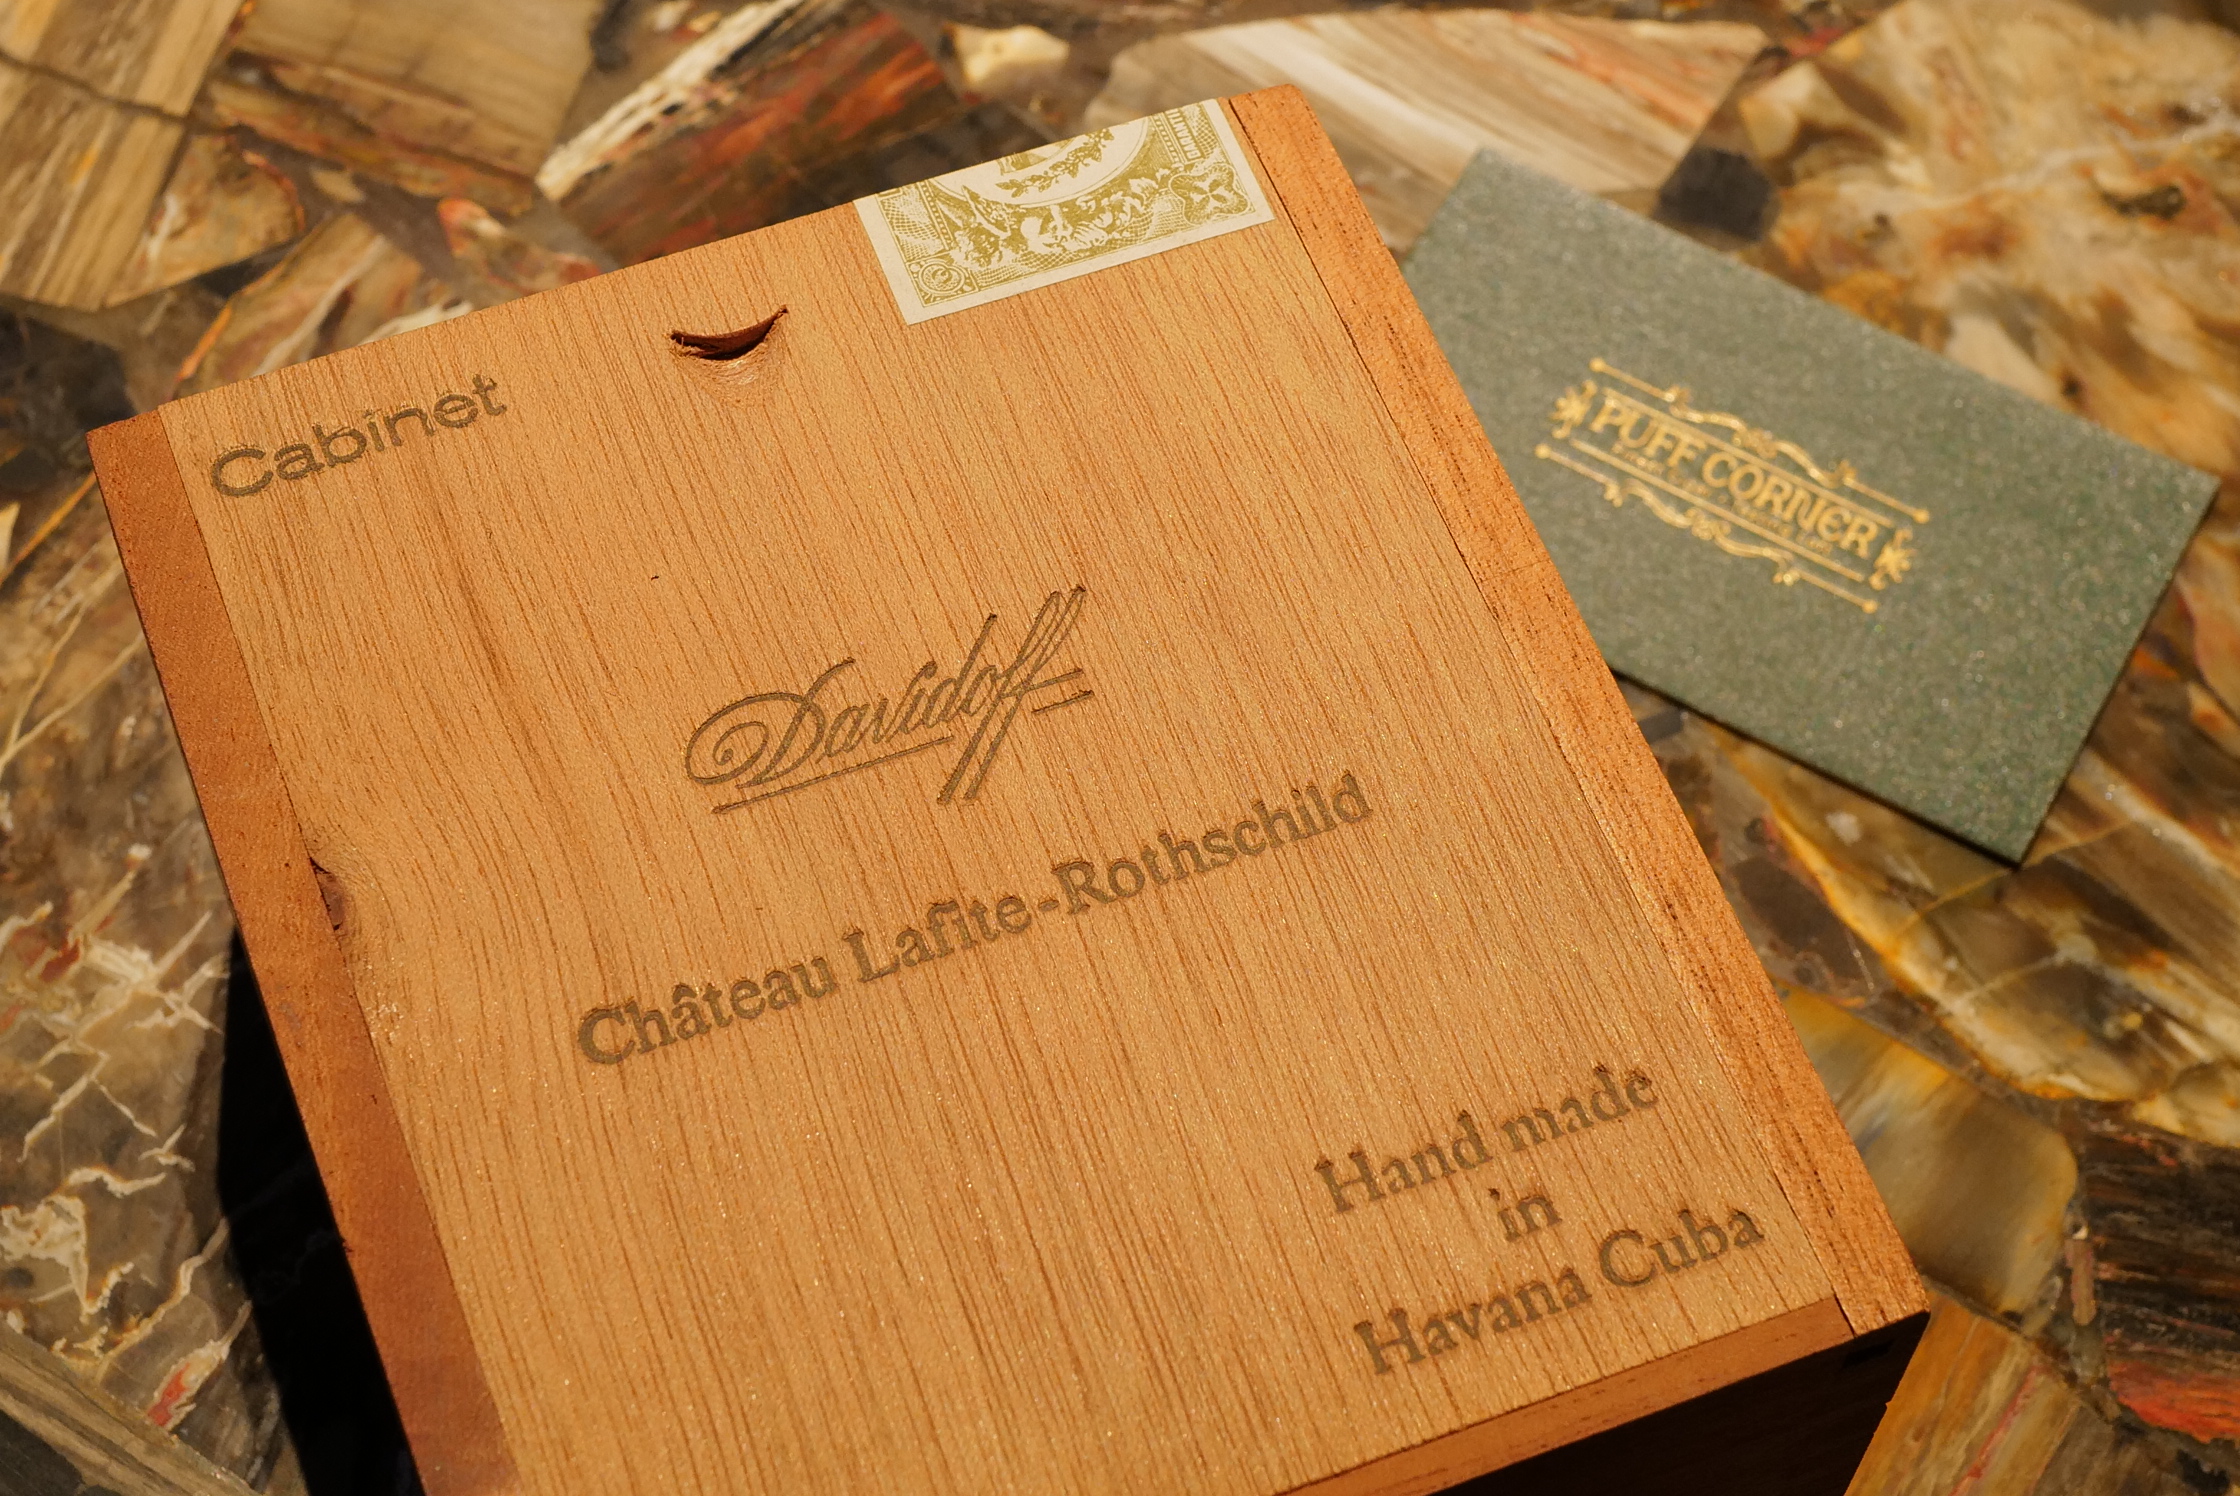 Cabinet
Davidoff
Château Lafite-Rothschild
Hand made
in
Havana Cuba
PUFF CORNER